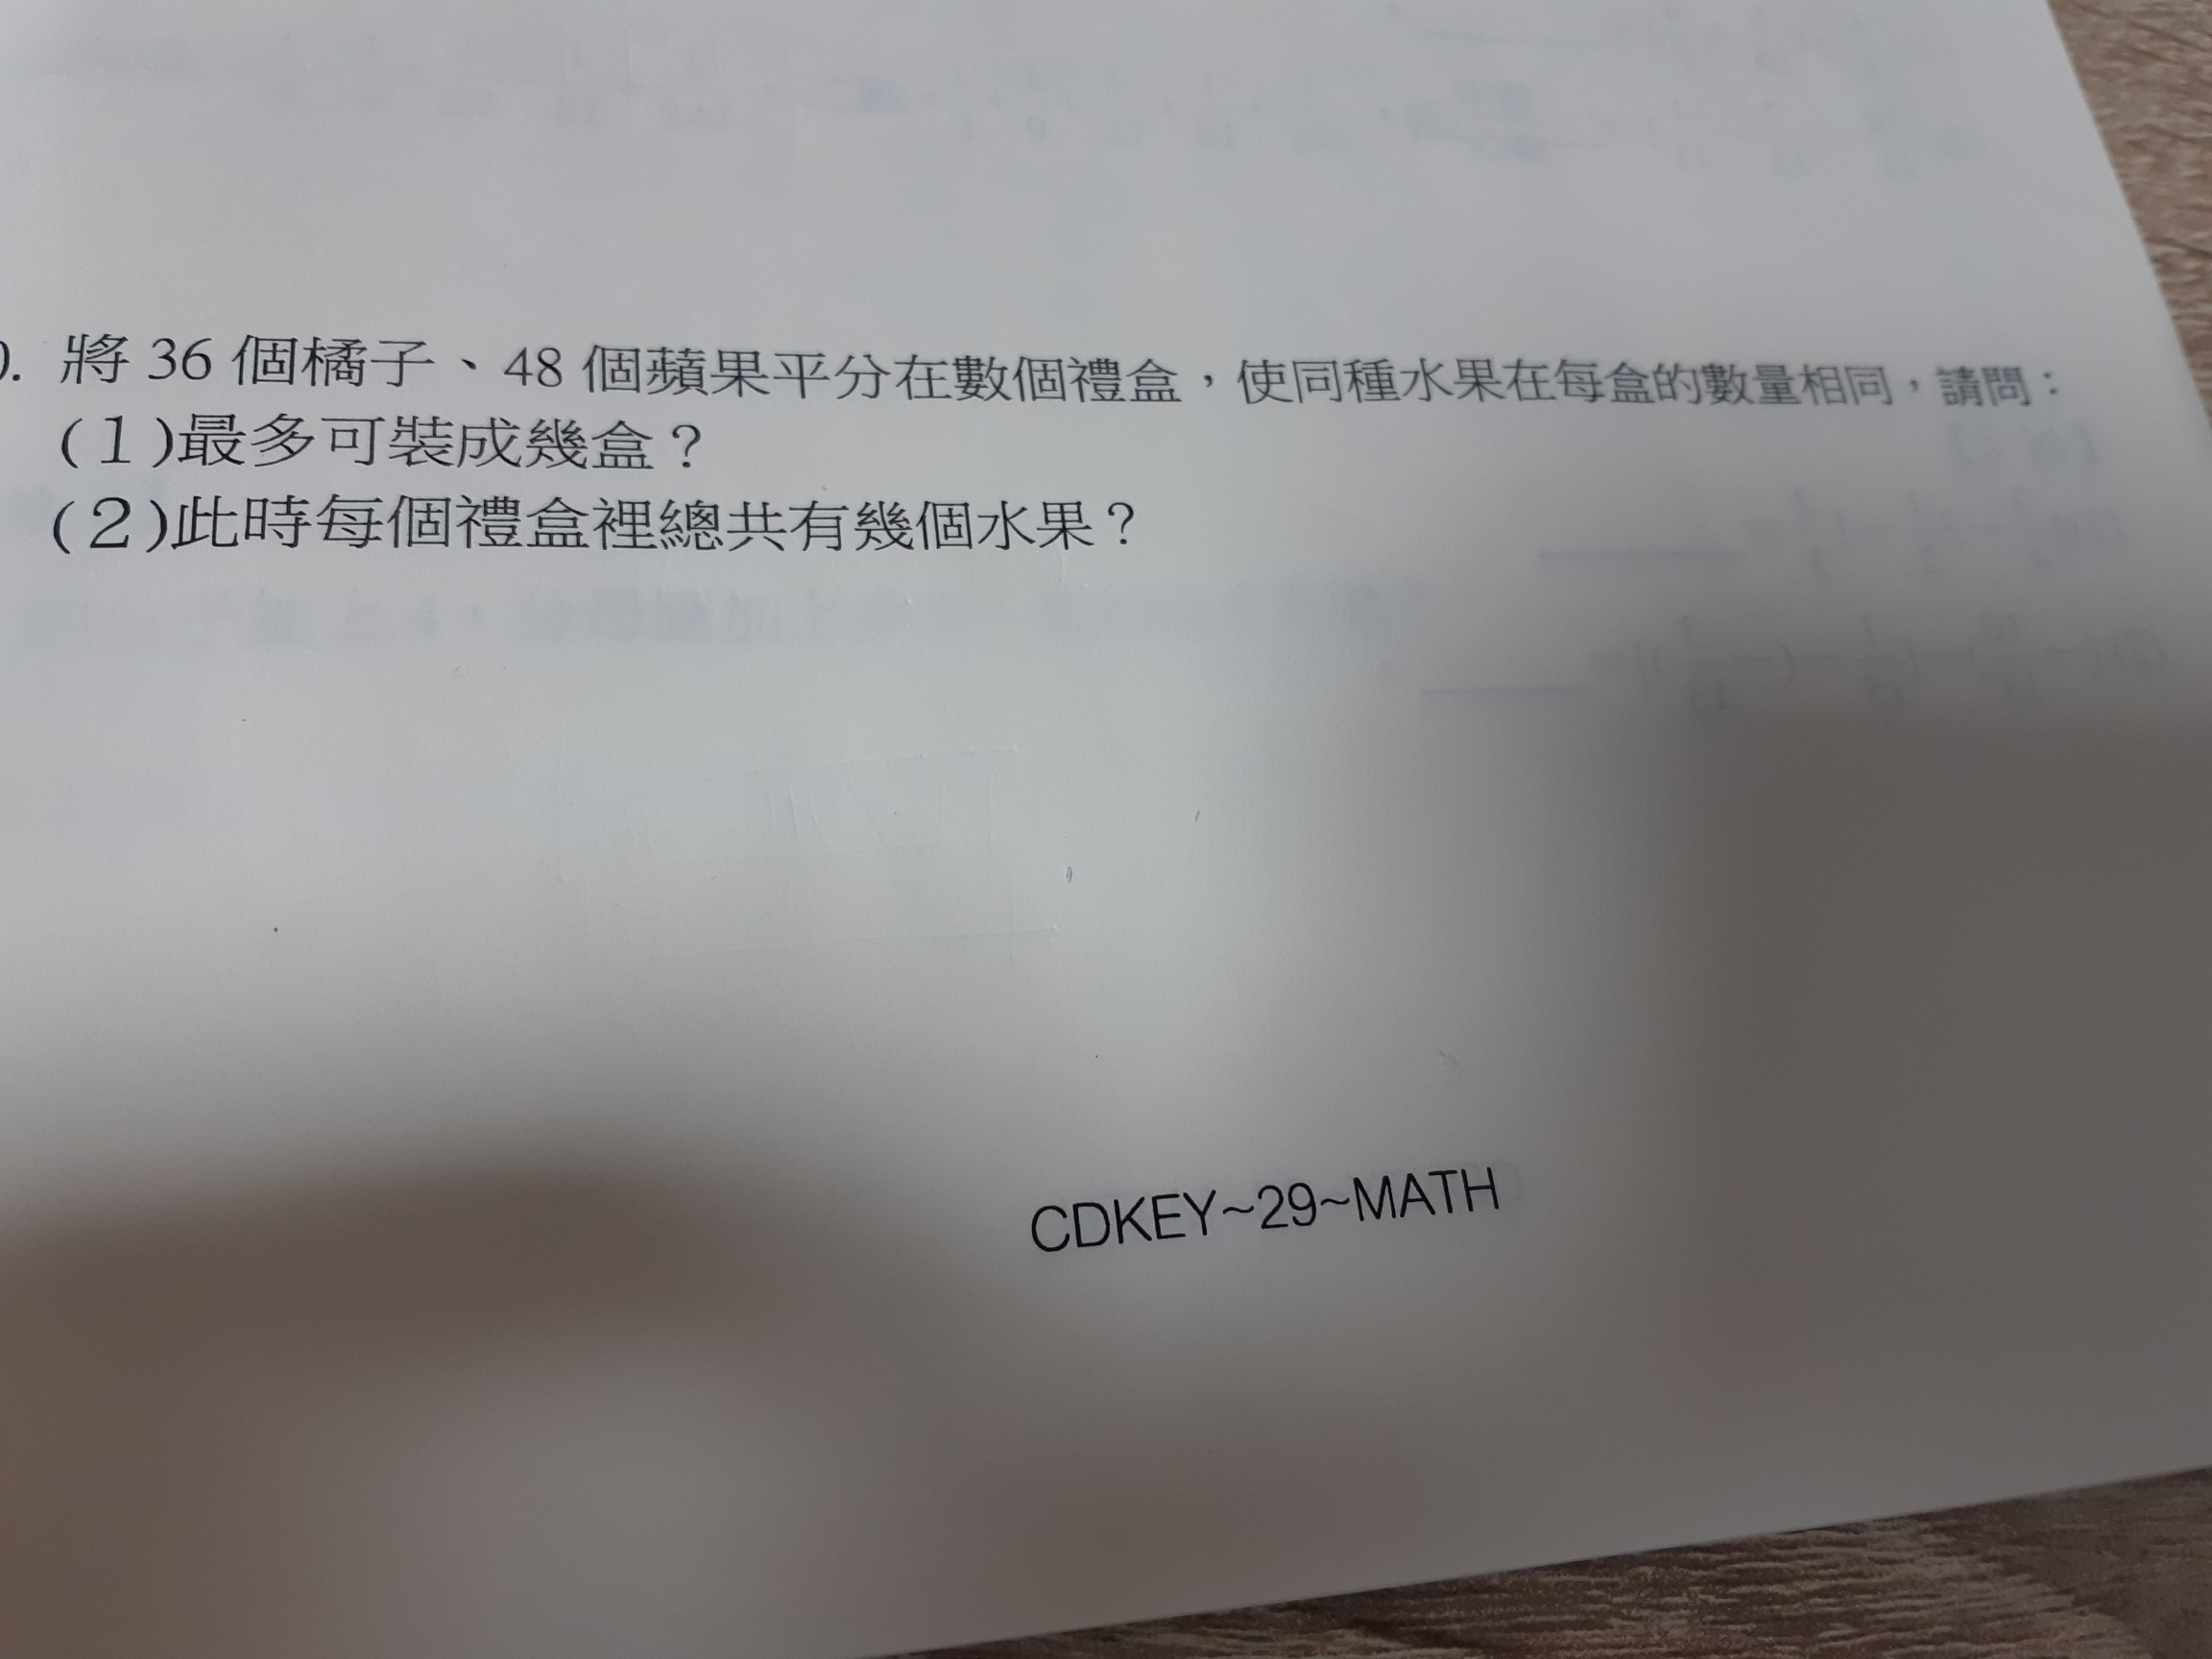 . 將 36 個橘子、48 個蘋果平分在數個禮盒，使同種水果在每盒的數量相同，請問：
(1)最多可裝成幾盒？
(2)此時每個禮盒裡總共有幾個水果？
CDKEY~29~MATH